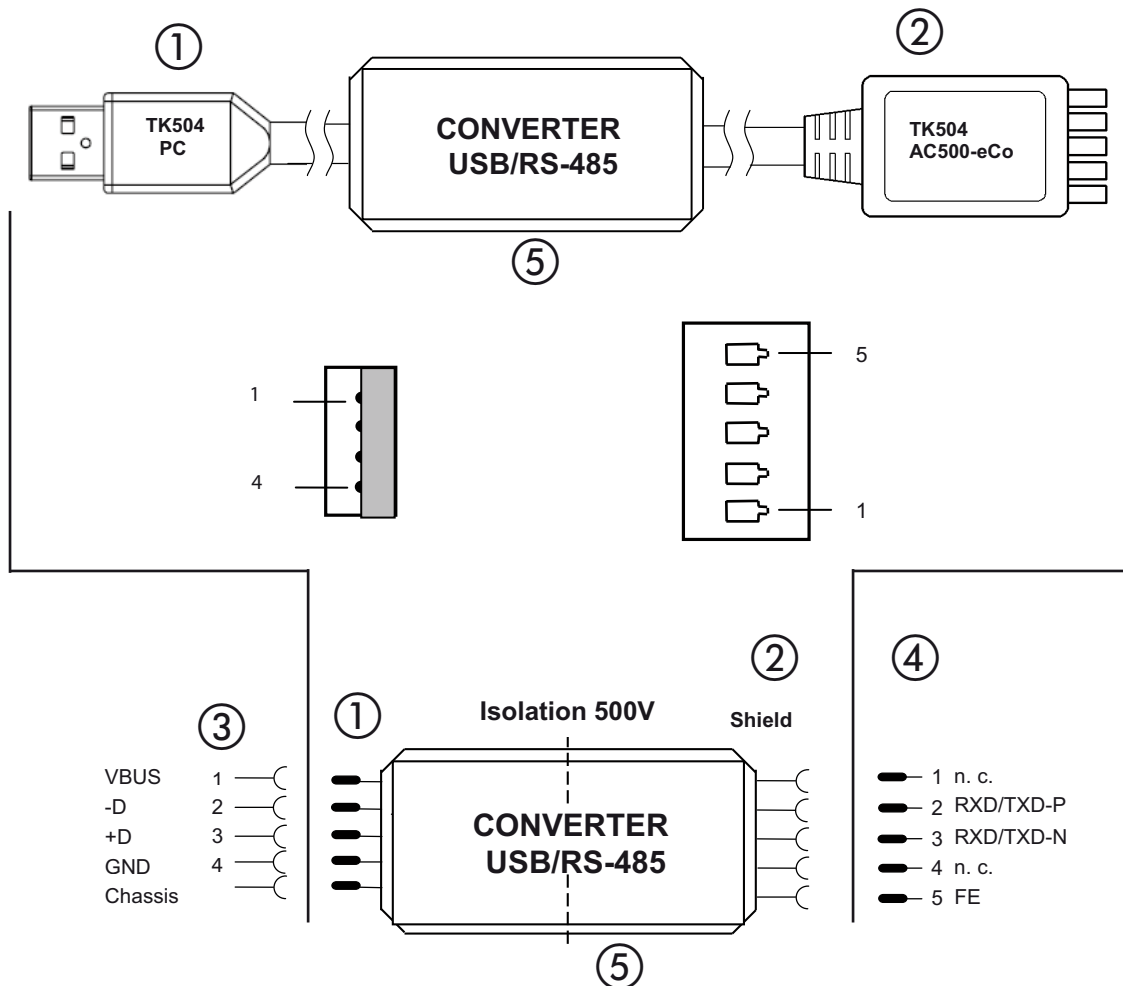 ①
②
TK504
PC
CONVERTER
USB/RS-485
TK504
AC500-eCo
⑤
1
4
5
1
③
①
Isolation 500V
②
Shield
④
VBUS 1
-D 2
+D 3
GND 4
Chassis
CONVERTER
USB/RS-485
1 n. c.
2 RXD/TXD-P
3 RXD/TXD-N
4 n. c.
5 FE
⑤